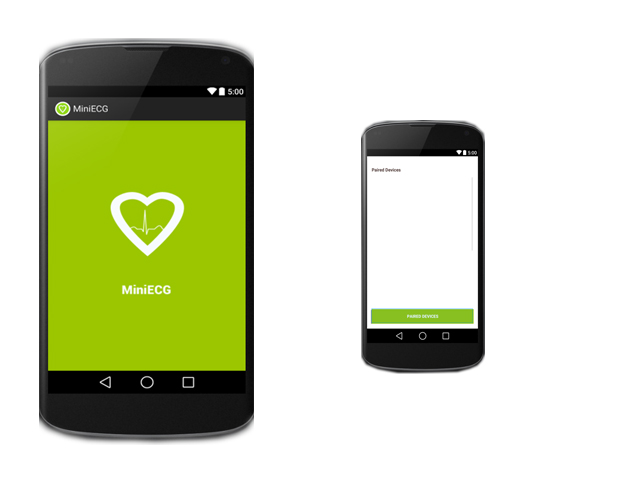 5:00
MiniECG
MiniECG
5:00
Paired Devices
PAIRED DEVICES